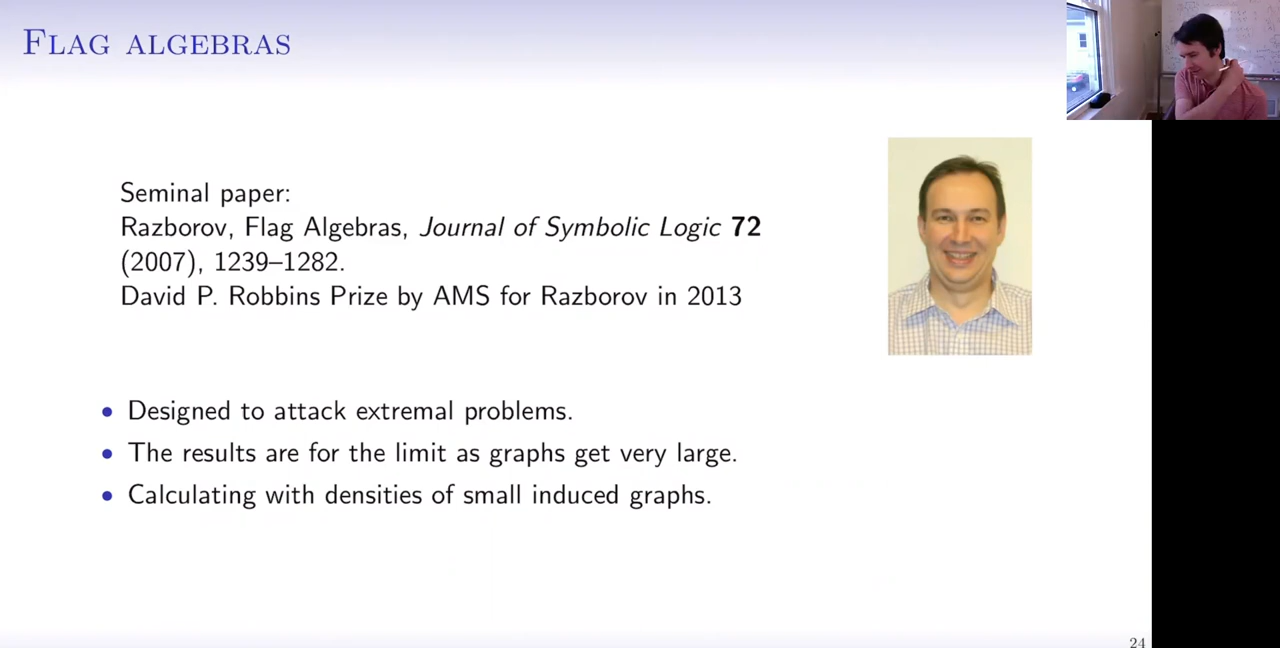 FLAG ALGEBRAS
Seminal paper:
Razborov, Flag Algebras, Journal of Symbolic Logic 72
(2007), 1239–1282.
David P. Robbins Prize by AMS for Razborov in 2013
• Designed to attack extremal problems.
• The results are for the limit as graphs get very large.
• Calculating with densities of small induced graphs.
24